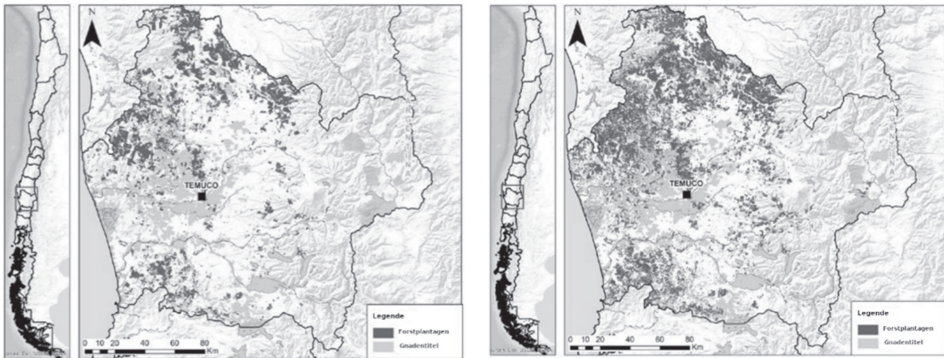 N
TEMUCO
Legende
Forstplantagen
Gnadentitel
0 10 20 40 60 80
Km
N
TEMUCO
Legende
Forstplantagen
Gnadentitel
0 10 20 40 60 80
Km